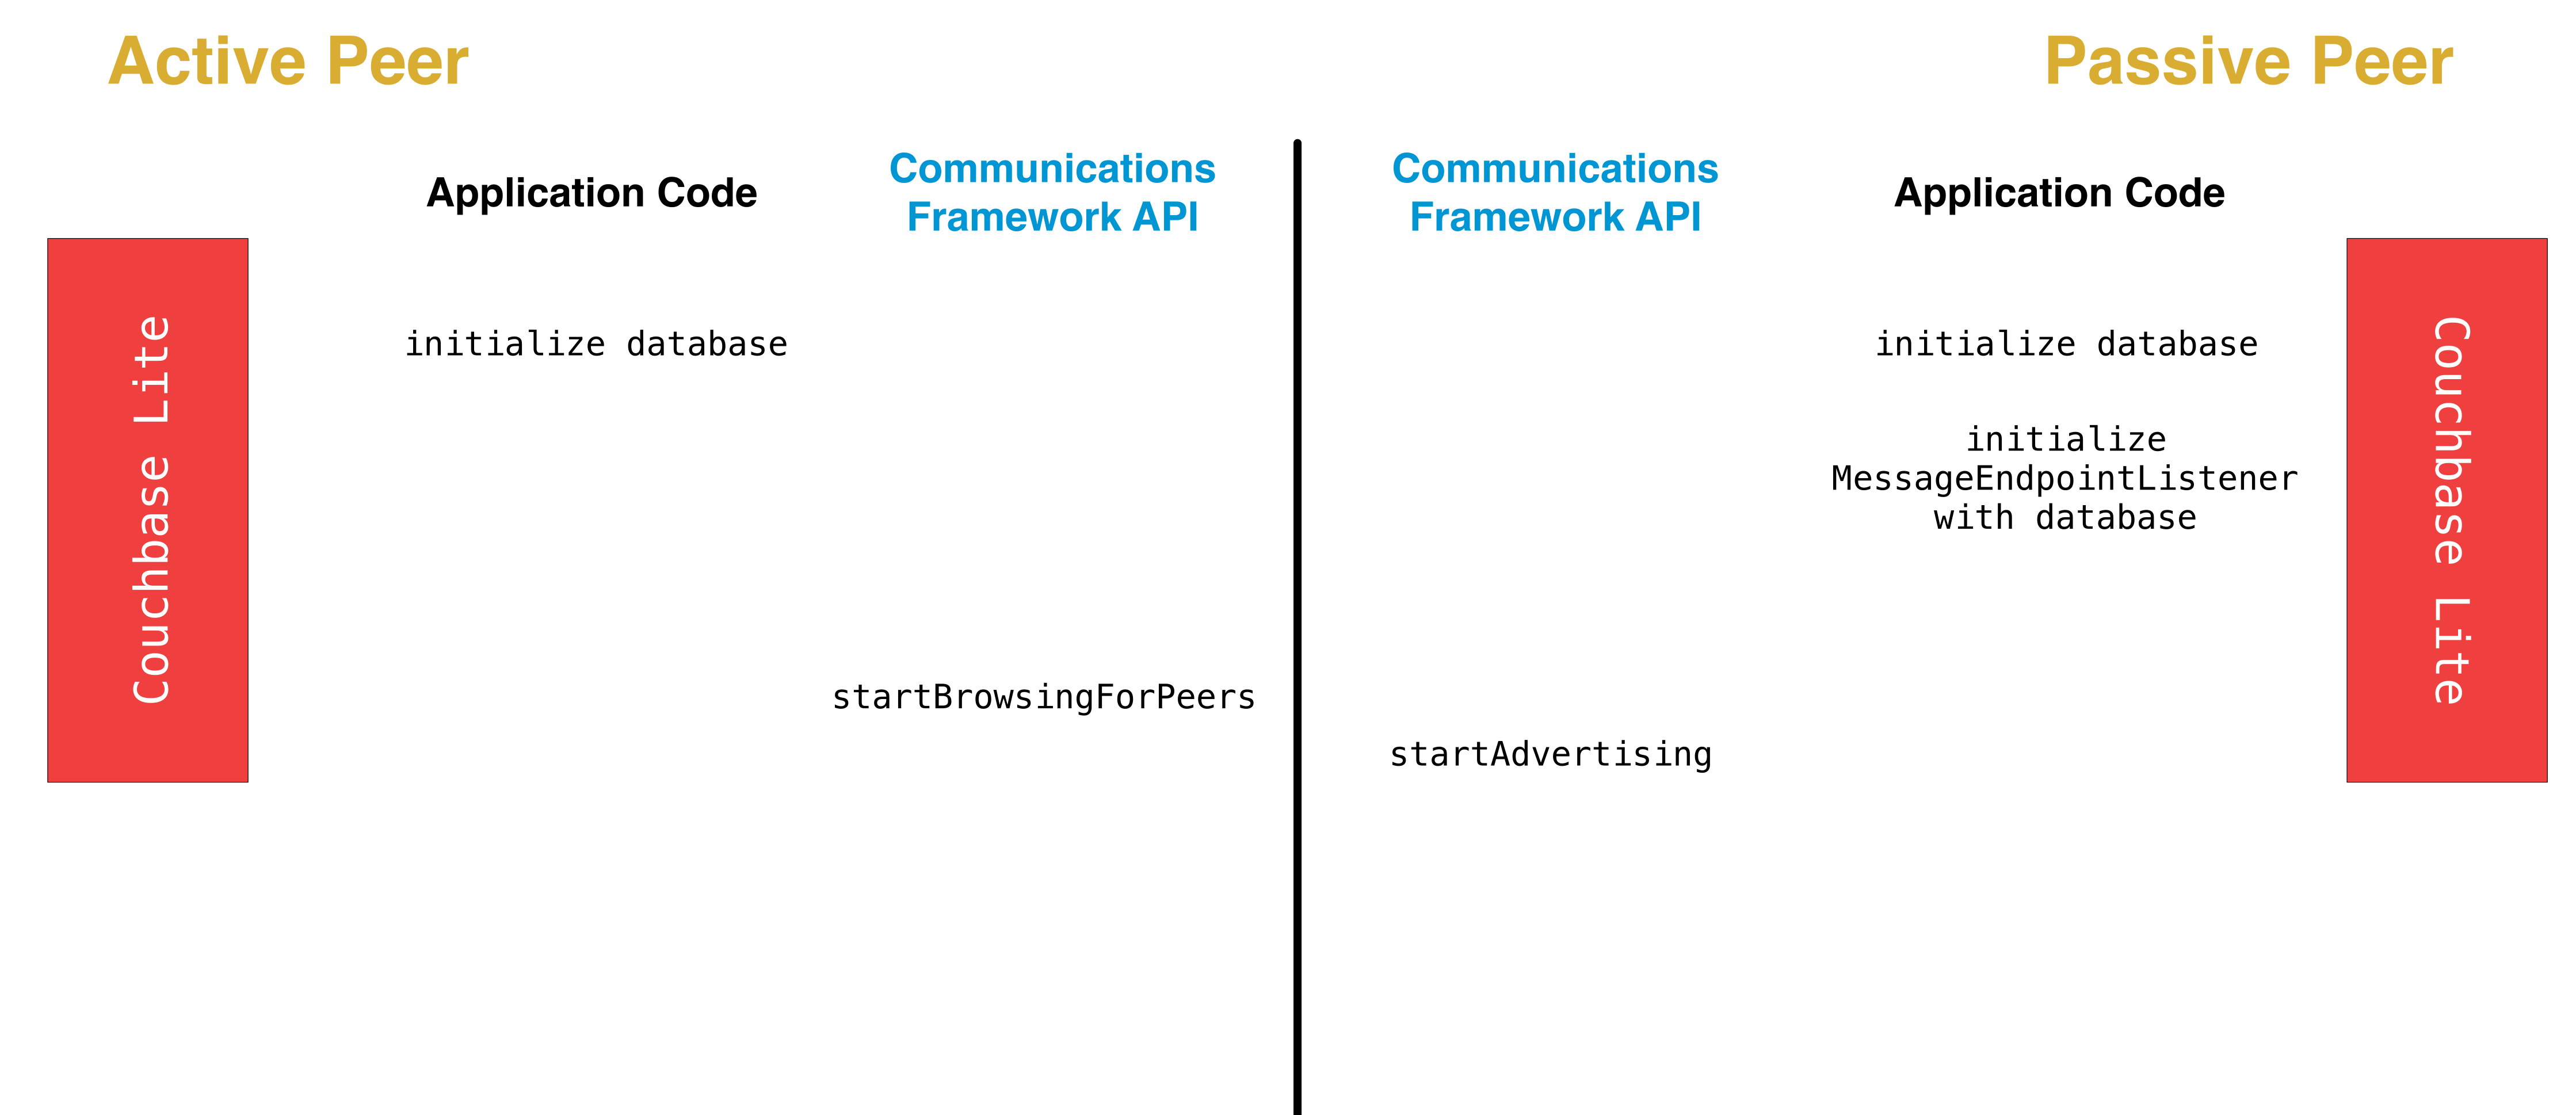 Active Peer
Passive Peer
Application Code
Communications
Framework API
Communications
Framework API
Application Code
Couchbase Lite
initialize database
startBrowsingForPeers
startAdvertising
initialize database
initialize
MessageEndpointListener
with database
Couchbase Lite